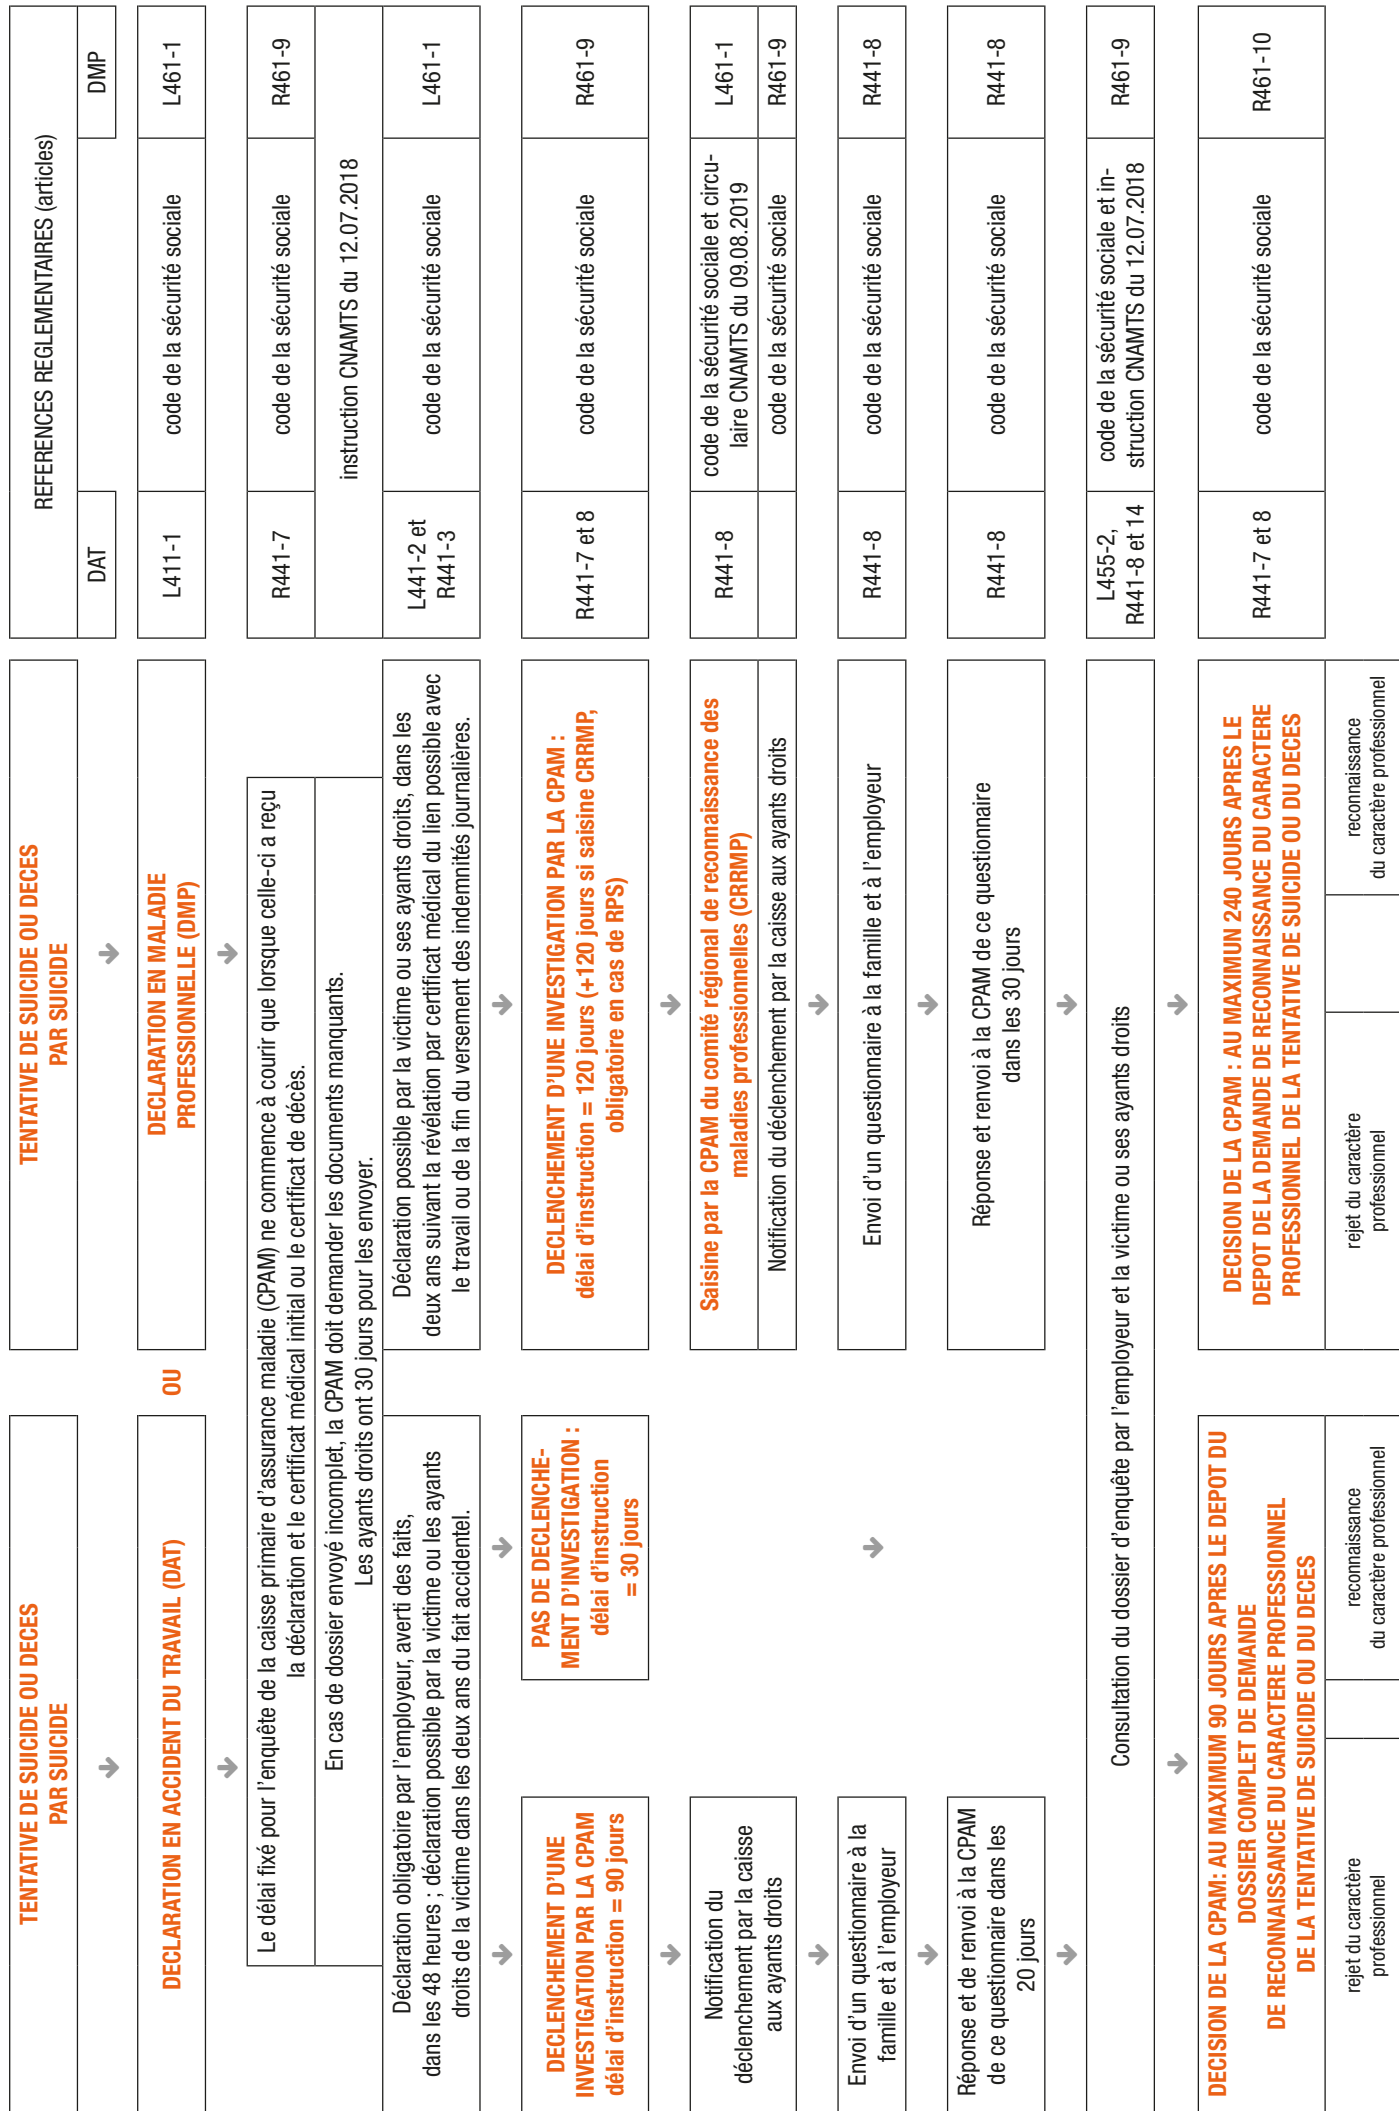 TENTATIVE DE SUICIDE OU DECES
PAR SUICIDE
TENTATIVE DE SUICIDE OU DECES
PAR SUICIDE
REFERENCES REGLEMENTAIRES (articles)
DAT
DMP
DECLARATION EN ACCIDENT DU TRAVAIL (DAT)
OU
DECLARATION EN MALADIE
PROFESSIONNELLE (DMP)
L411-1
code de la sécurité sociale
L461-1
Le délai fixé pour l'enquête de la caisse primaire d'assurance maladie (CPAM) ne commence à courir que lorsque celle-ci a reçu
la déclaration et le certificat médical initial ou le certificat de décès.
R441-7
code de la sécurité sociale
R461-9
En cas de dossier envoyé incomplet, la CPAM doit demander les documents manquants.
Les ayants droits ont 30 jours pour les envoyer.
instruction CNAMTS du 12.07.2018
Déclaration obligatoire par l'employeur, averti des faits,
dans les 48 heures ; déclaration possible par la victime ou les ayants
droits de la victime dans les deux ans du fait accidentel.
Déclaration possible par la victime ou ses ayants droits, dans les
deux ans suivant la révélation par certificat médical du lien possible avec
le travail ou de la fin du versement des indemnités journalières.
L441-2 et
R441-3
code de la sécurité sociale
L461-1
DECLENCHEMENT D'UNE
INVESTIGATION PAR LA CPAM
délai d'instruction = 90 jours
PAS DE DECLENCHE-
MENT D'INVESTIGATION :
délai d'instruction
= 30 jours
DECLENCHEMENT D'UNE INVESTIGATION PAR LA CPAM :
délai d'instruction = 120 jours (+120 jours si saisine CRRMP,
obligatoire en cas de RPS)
R441-7 et 8
code de la sécurité sociale
R461-9
Notification du
déclenchement par la caisse
aux ayants droits
Saisine par la CPAM du comité régional de reconnaissance des
maladies professionnelles (CRRMP)
R441-8
code de la sécurité sociale et circu-
laire CNAMTS du 09.08.2019
L461-1
Notification du déclenchement par la caisse aux ayants droits
code de la sécurité sociale
R461-9
Envoi d'un questionnaire à la
famille et à l'employeur
Envoi d'un questionnaire à la famille et à l'employeur
R441-8
code de la sécurité sociale
R441-8
Réponse et de renvoi à la CPAM
de ce questionnaire dans les
20 jours
Réponse et renvoi à la CPAM de ce questionnaire
dans les 30 jours
R441-8
code de la sécurité sociale
R441-8
Consultation du dossier d'enquête par l'employeur et la victime ou ses ayants droits
L455-2,
R441-8 et 14
code de la sécurité sociale et in-
struction CNAMTS du 12.07.2018
R461-9
DECISION DE LA CPAM: AU MAXIMUM 90 JOURS APRES LE DEPOT DU
DOSSIER COMPLET DE DEMANDE
DE RECONNAISSANCE DU CARACTERE PROFESSIONNEL
DE LA TENTATIVE DE SUICIDE OU DU DECES
DECISION DE LA CPAM : AU MAXIMUN 240 JOURS APRES LE
DEPOT DE LA DEMANDE DE RECONNAISSANCE DU CARACTERE
PROFESSIONNEL DE LA TENTATIVE DE SUICIDE OU DU DECES
R441-7 et 8
code de la sécurité sociale
R461-10
rejet du caractère
professionnel
reconnaissance
du caractère professionnel
rejet du caractère
professionnel
reconnaissance
du caractère professionnel